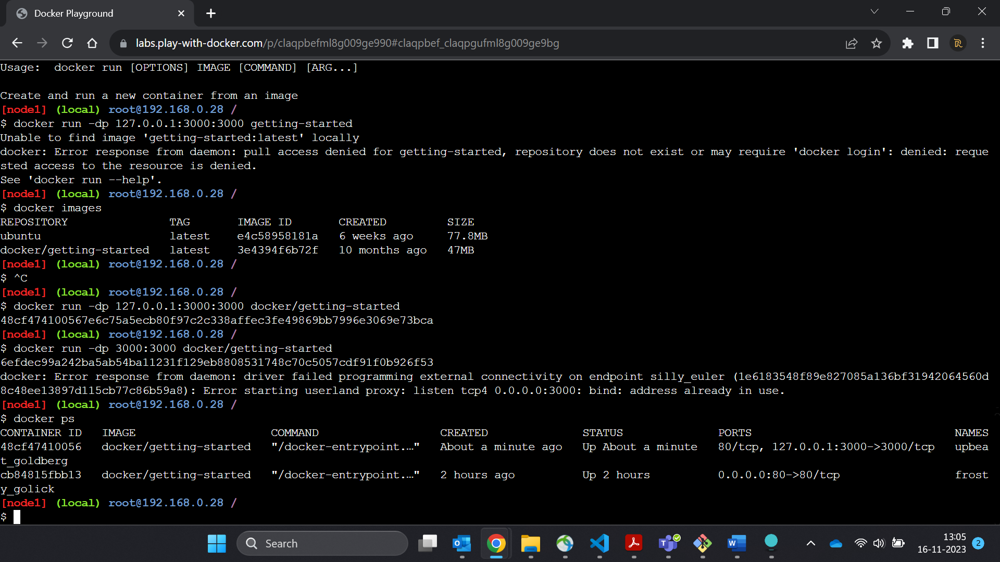 Docker Playground
labs.play-with-docker.com/p/claqpbefml8g009ge990#claqpbef_claqpgufml8g009ge9bg
Usage:  docker run [OPTIONS] IMAGE [COMMAND] [ARG...]
Create and run a new container from an image
[node1] (local) root@192.168.0.28 /
$ docker run -dp 127.0.0.1:3000:3000 getting-started
Unable to find image 'getting-started:latest' locally
docker: Error response from daemon: pull access denied for getting-started, repository does not exist or may require 'docker login': denied: reque
sted access to the resource is denied.
See 'docker run --help'.
[node1] (local) root@192.168.0.28 /
$ docker images
REPOSITORY               TAG       IMAGE ID       CREATED         SIZE
ubuntu                   latest    e4c58958181a   6 weeks ago     77.8MB
docker/getting-started   latest    3e4394f6b72f   10 months ago   47MB
[node1] (local) root@192.168.0.28 /
$ ^C
[node1] (local) root@192.168.0.28 /
$ docker run -dp 127.0.0.1:3000:3000 docker/getting-started
48cf474100567e6c75a5ecb80f97c2c338affec3fe49869bb7996e3069e73bca
[node1] (local) root@192.168.0.28 /
$ docker run -dp 3000:3000 docker/getting-started
6efdec99a242ba5ab54ba11231f129eb8808531748c70c5057cdf91f0b926f53
docker: Error response from daemon: driver failed programming external connectivity on endpoint silly_euler (1e6183548f89e827085a136bf31942064560d
8c48ee13897d115cb77c86b59a8): Error starting userland proxy: listen tcp4 0.0.0.0:3000: bind: address already in use.
[node1] (local) root@192.168.0.28 /
$ docker ps
CONTAINER ID   IMAGE                    COMMAND                  CREATED              STATUS              PORTS                              NAMES
48cf47410056   docker/getting-started   "/docker-entrypoint.…"   About a minute ago   Up About a minute   80/tcp, 127.0.0.1:3000->3000/tcp   upbea
t_goldberg
cb84815fbb13   docker/getting-started   "/docker-entrypoint.…"   2 hours ago          Up 2 hours          0.0.0.0:80->80/tcp                 frost
y_golick
[node1] (local) root@192.168.0.28 /
$
Search
13:05
16-11-2023
2